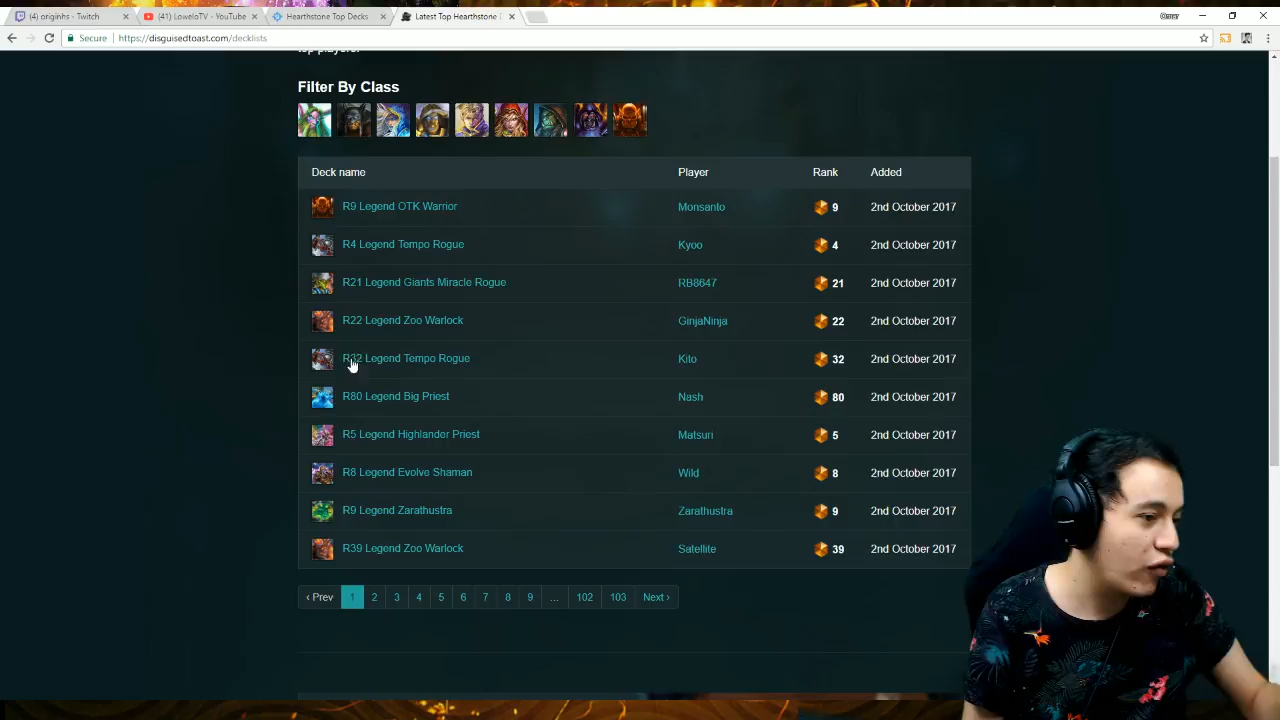 (4) originhs - Twitch
(41) LoweloTV - YouTube
Hearthstone Top Decks
Latest Top Hearthstone
Secure
https://disguisedtoast.com/decklists
top players.
Filter By Class
Deck name Player Rank Added
R9 Legend OTK Warrior Monsanto 9 2nd October 2017
R4 Legend Tempo Rogue Kyoo 4 2nd October 2017
R21 Legend Giants Miracle Rogue RB8647 21 2nd October 2017
R22 Legend Zoo Warlock GinjaNinja 22 2nd October 2017
R32 Legend Tempo Rogue Kito 32 2nd October 2017
R80 Legend Big Priest Nash 80 2nd October 2017
R5 Legend Highlander Priest Matsuri 5 2nd October 2017
R8 Legend Evolve Shaman Wild 8 2nd October 2017
R9 Legend Zarathustra Zarathustra 9 2nd October 2017
R39 Legend Zoo Warlock Satellite 39 2nd October 2017
‹ Prev 1 2 3 4 5 6 7 8 9 ... 102 103 Next ›